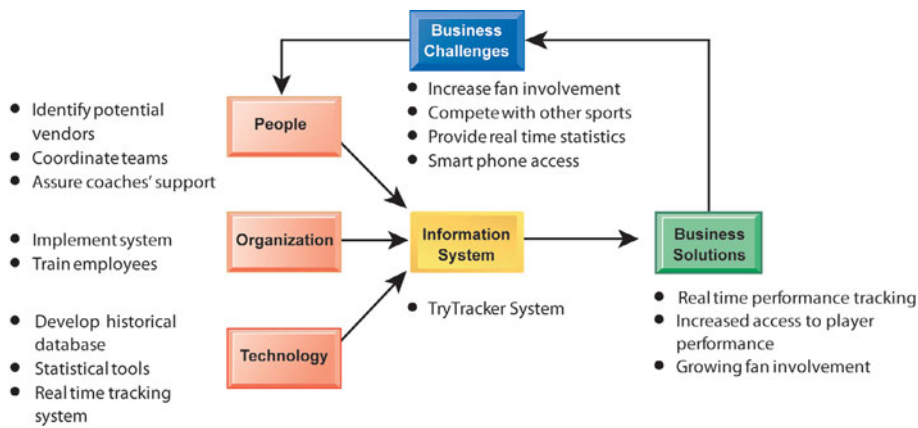 Business
Challenges
● Increase fan involvement
● Compete with other sports
● Provide real time statistics
● Smart phone access
● Identify potential
vendors
● Coordinate teams
● Assure coaches' support
People
● Implement system
● Train employees
Organization
Information
System
● TryTracker System
Business
Solutions
● Real time performance tracking
● Increased access to player
performance
● Growing fan involvement
● Develop historical
database
● Statistical tools
● Real time tracking
system
Technology